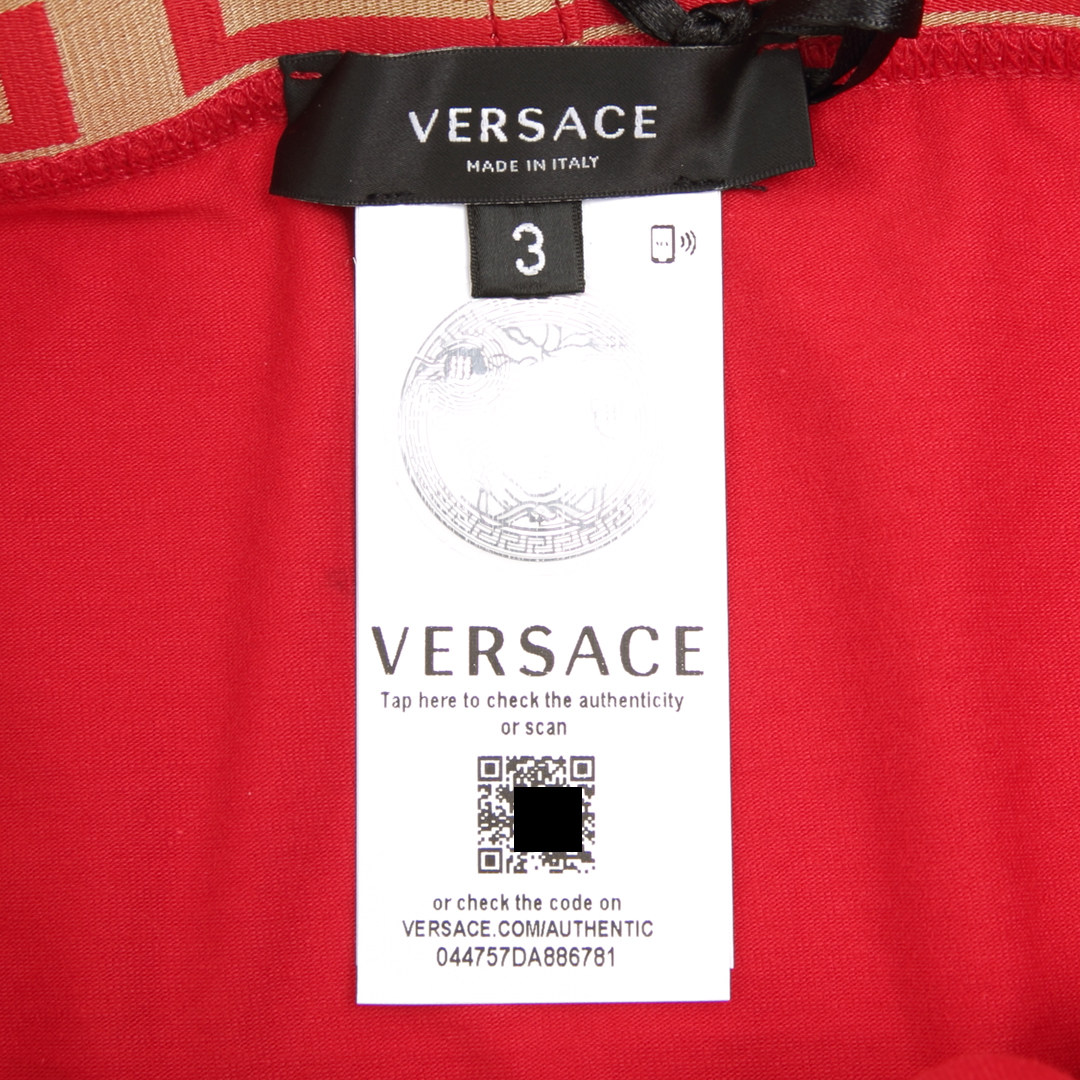 VERSACE
MADE IN ITALY
3
VERSACE
Tap here to check the authenticity
or scan
or check the code on
VERSACE.COM/AUTHENTIC
044757DA886781